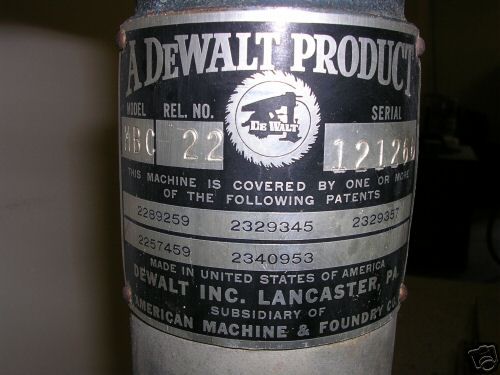 A DEWALT PRODUCT
MODEL REL. NO. SERIAL
DE WALT
MBC 22
THIS MACHINE IS COVERED BY ONE OR MORE
OF THE FOLLOWING PATENTS
2289259 2329345 2329387
2257459 2340953
MADE IN UNITED STATES OF AMERICA
DEWALT INC. LANCASTER, PA.
SUBSIDIARY OF
AMERICAN MACHINE & FOUNDRY CO.